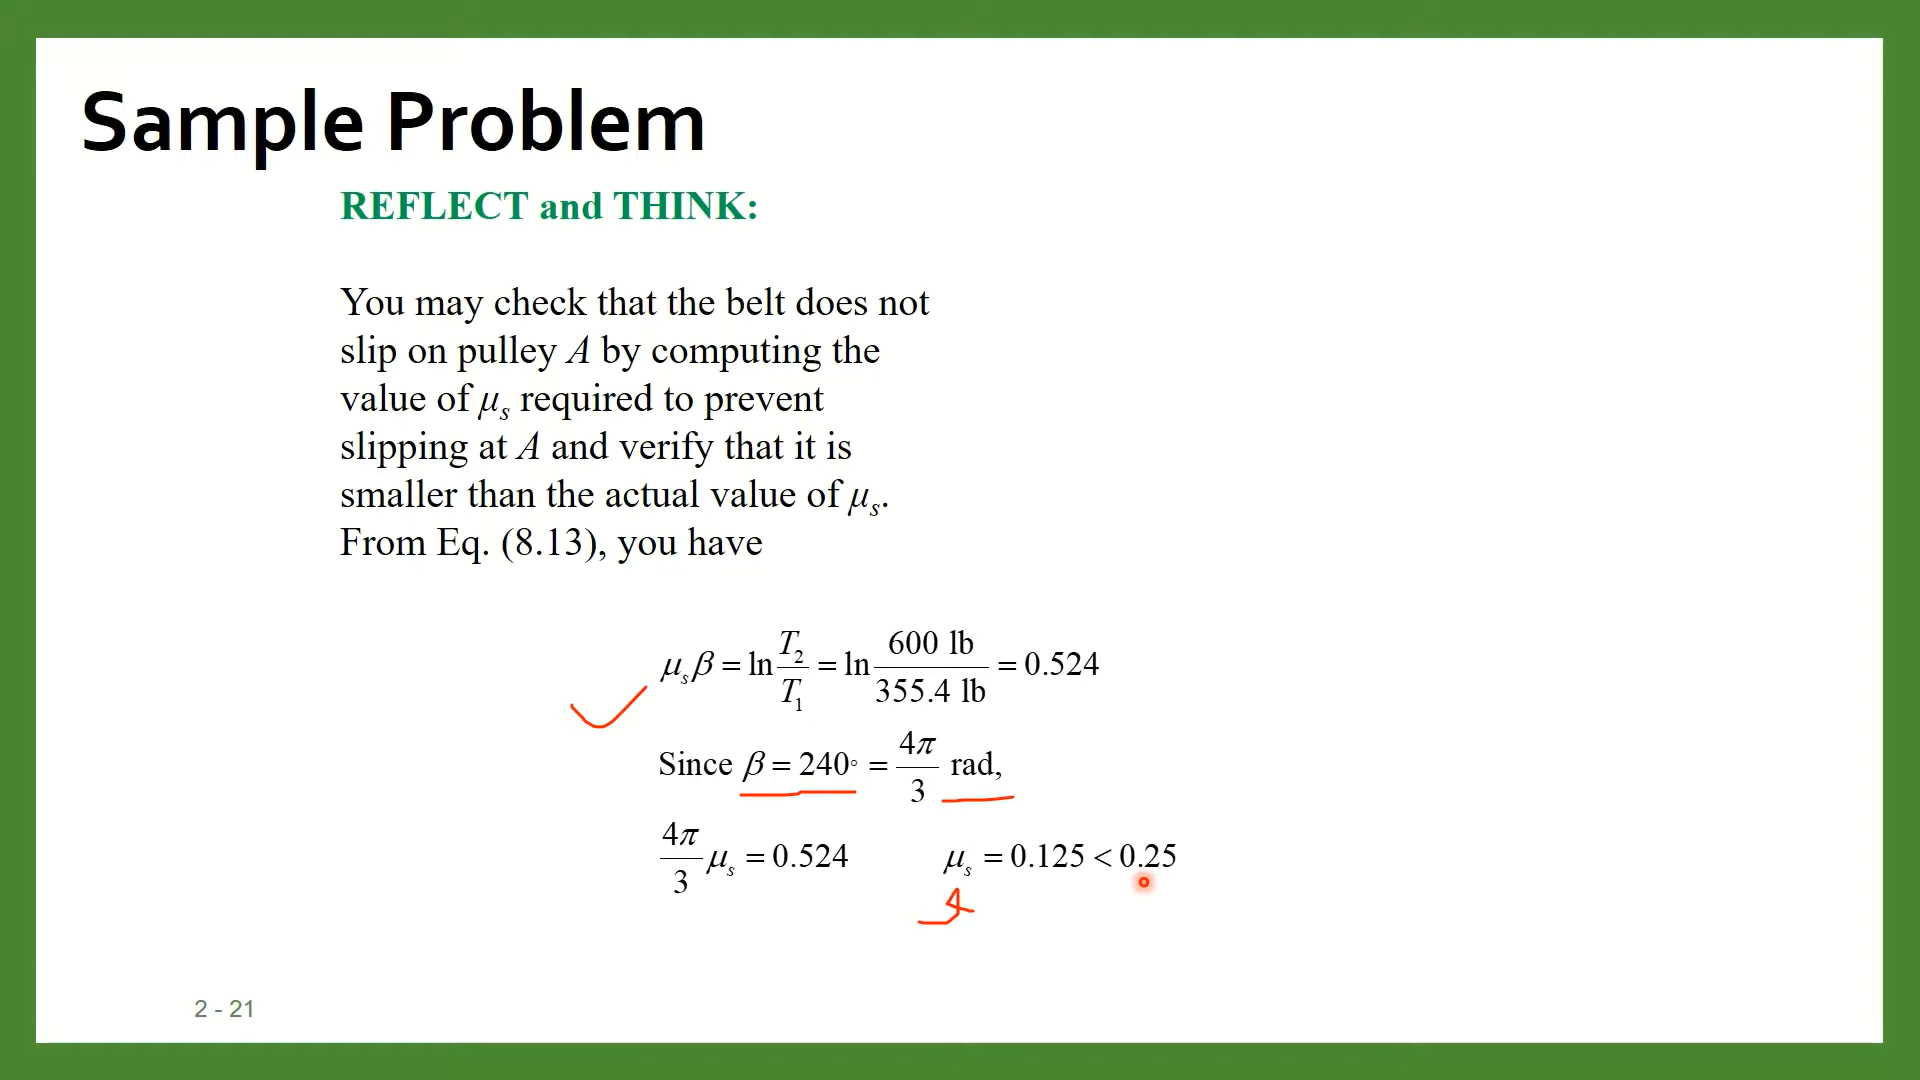 Sample Problem
REFLECT and THINK:
You may check that the belt does not
slip on pulley A by computing the
value of μs required to prevent
slipping at A and verify that it is
smaller than the actual value of μs.
From Eq. (8.13), you have
μsβ = ln T2/T1 = ln 600 lb/355.4 lb = 0.524
Since β = 240° = 4π/3 rad,
4π/3 μs = 0.524 μs = 0.125 < 0.25
2 - 21